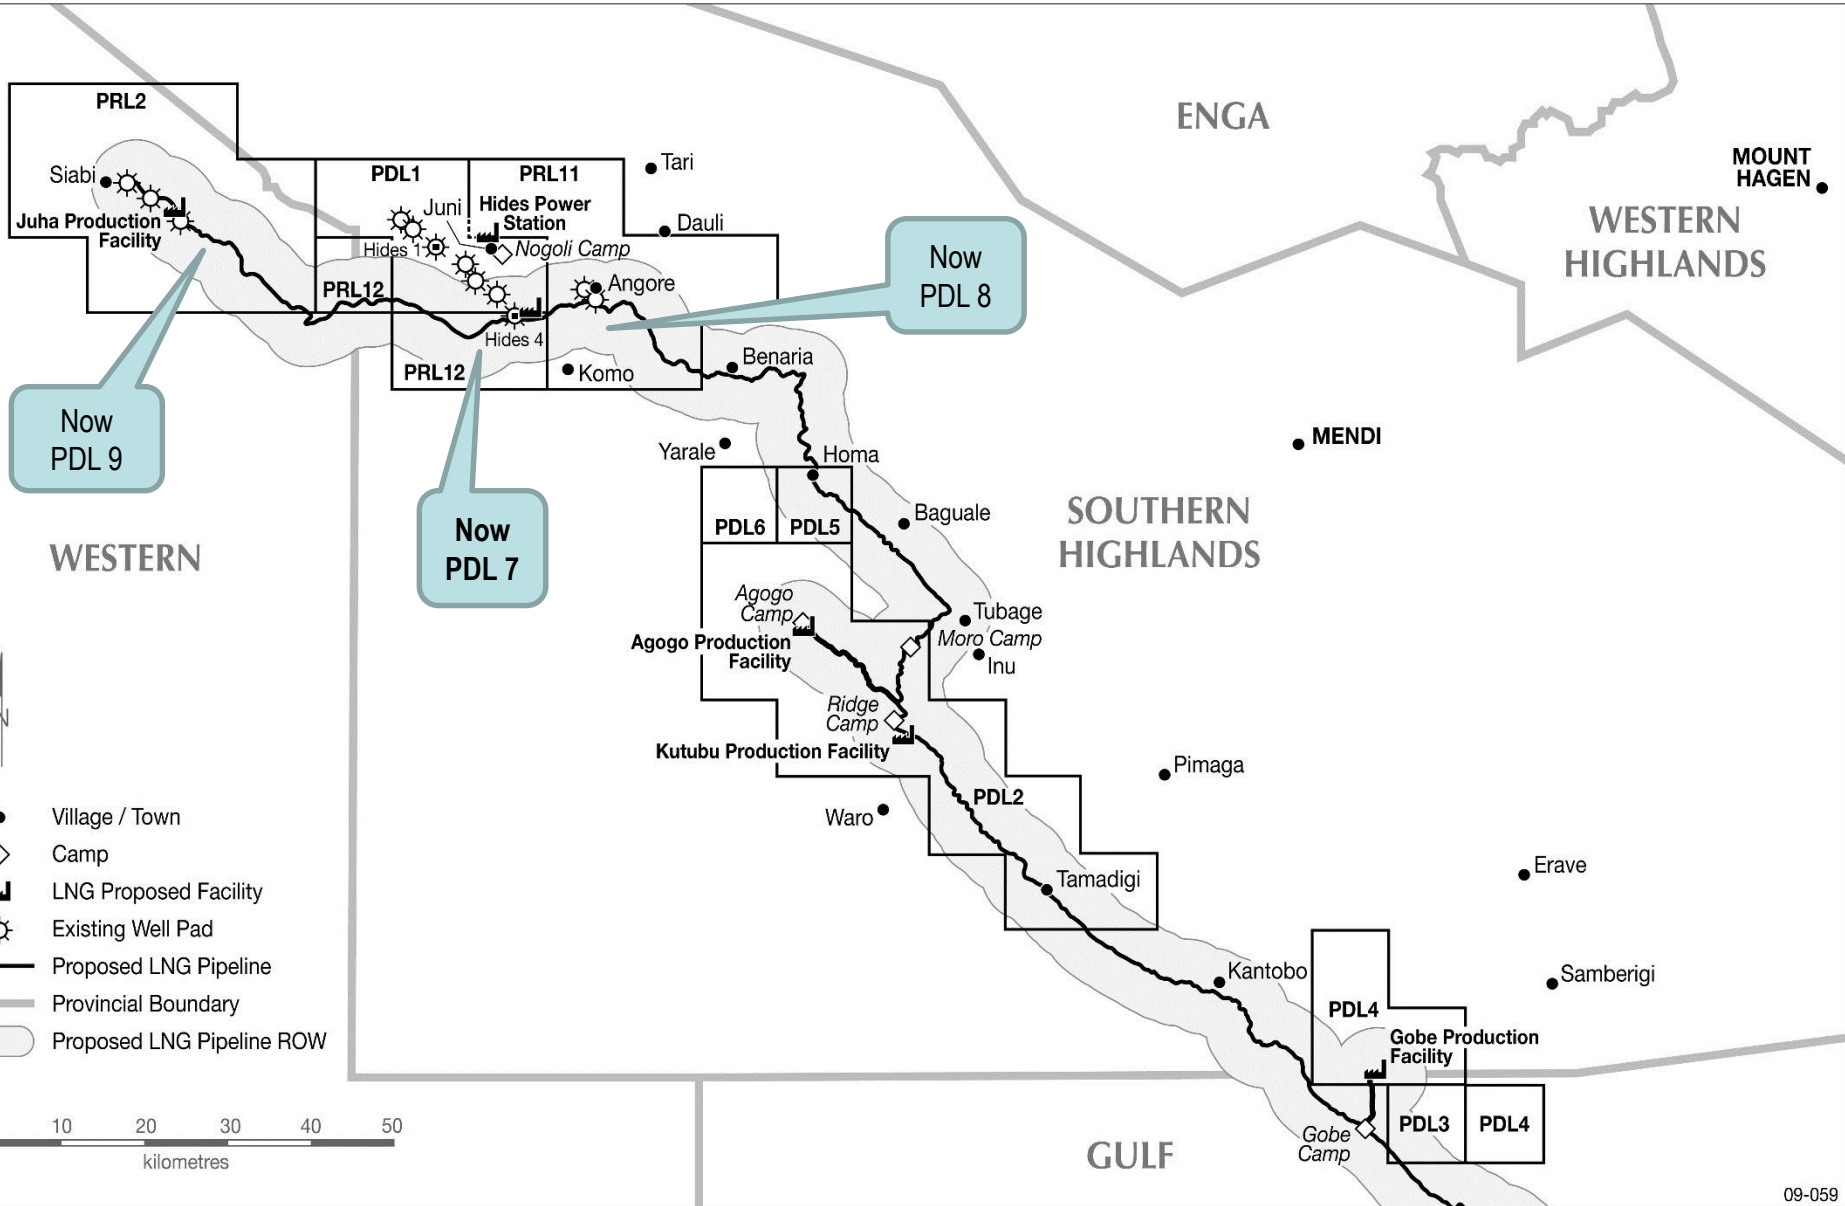 ENGA
PRL2
MOUNT
HAGEN
Tari
PDL1
PRL11
Siabi
Hides Power
Station
Juni
WESTERN
HIGHLANDS
Juha Production
Facility
Dauli
Hides 1
Nogoli Camp
Now
PDL 8
Angore
PRL12
Hides 4
Benaria
PRL12
Komo
Now
PDL 9
MENDI
Yarale
Homa
SOUTHERN
HIGHLANDS
Baguale
PDL6
PDL5
Now
PDL 7
WESTERN
Agogo
Camp
Tubage
Moro Camp
Agogo Production
Facility
Inu
N
Ridge
Camp
Kutubu Production Facility
Pimaga
PDL2
Waro
Village / Town
Camp
LNG Proposed Facility
Existing Well Pad
Proposed LNG Pipeline
Provincial Boundary
Proposed LNG Pipeline ROW
Erave
Tamadigi
Kantobo
Samberigi
PDL4
Gobe Production
Facility
10 20 30 40 50
kilometres
PDL3
PDL4
Gobe
Camp
GULF
09-059